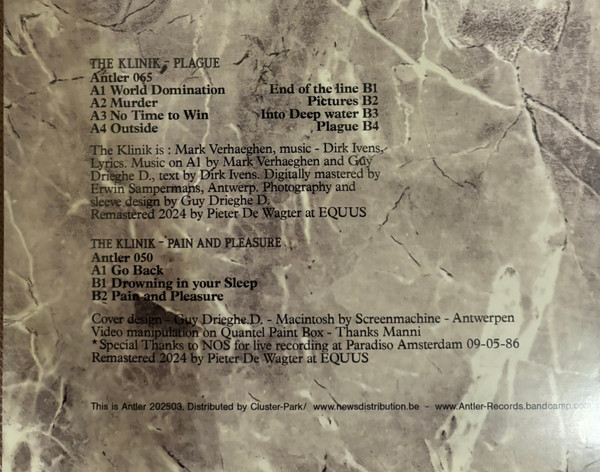 THE KLINIK - PLAGUE
Antler 065
A1 World Domination End of the line B1
A2 Murder Pictures B2
A3 No Time to Win Into Deep water B3
A4 Outside Plague B4
The Klinik is : Mark Verhaeghen, music - Dirk Ivens,
Lyrics. Music on A1 by Mark Verhaeghen and Guy
Drieghe D., text by Dirk Ivens. Digitally mastered by
Erwin Sampermans, Antwerp. Photography and
sleeve design by Guy Drieghe D.
Remastered 2024 by Pieter De Wagter at EQUUS
THE KLINIK - PAIN AND PLEASURE
Antler 050
A1 Go Back
B1 Drowning in your Sleep
B2 Pain and Pleasure
Cover design - Guy Drieghe D. - Macintosh by Screenmachine - Antwerpen
Video manipulation on Quantel Paint Box - Thanks Manni
*Special Thanks to NOS for live recording at Paradiso Amsterdam 09-05-86
Remastered 2024 by Pieter De Wagter at EQUUS
This is Antler 202503, Distributed by Cluster-Park/ www.newsdistribution.be - www.Antler-Records.bandcamp.com